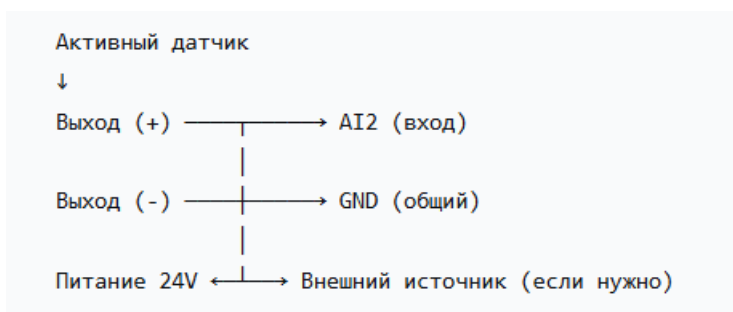 Активный датчик
↓
Выход (+) ────┬─────→ AI2 (вход)
│
Выход (-) ────┼─────→ GND (общий)
│
Питание 24V ←─┴──→ Внешний источник (если нужно)